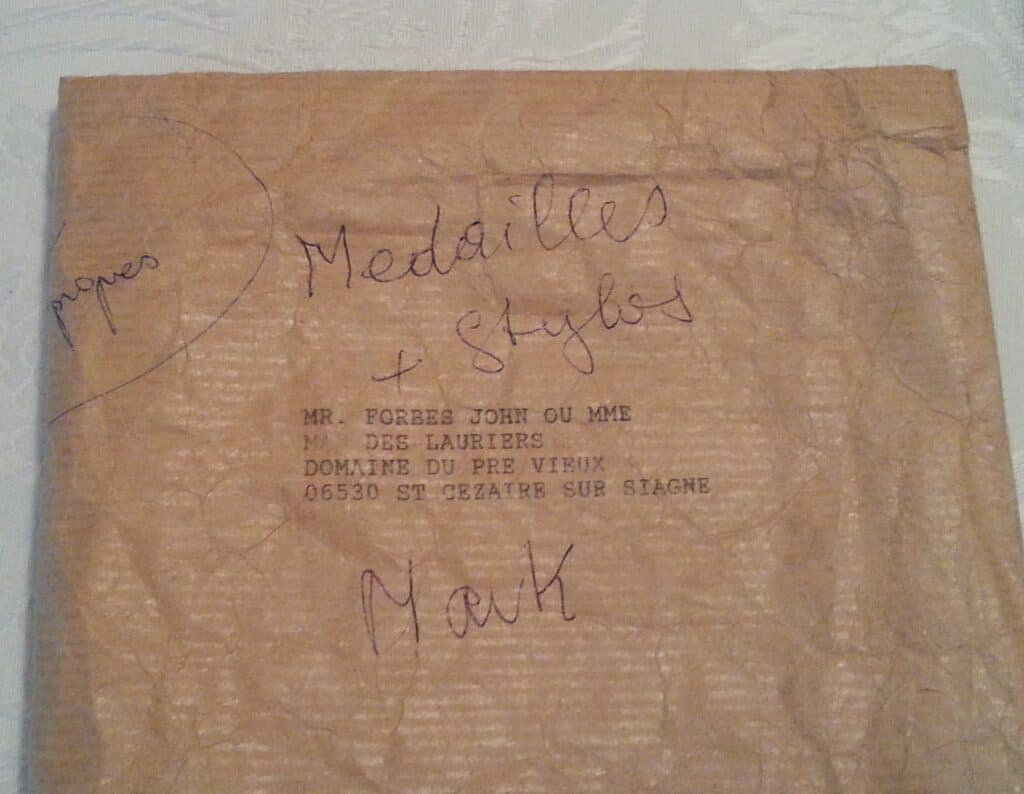 Medailles
+ Stylos
MR. FORBES JOHN OU MME
DES LAURIERS
DOMAINE DU PRE VIEUX
06530 ST CEZAIRE SUR SIAGNE
Mark